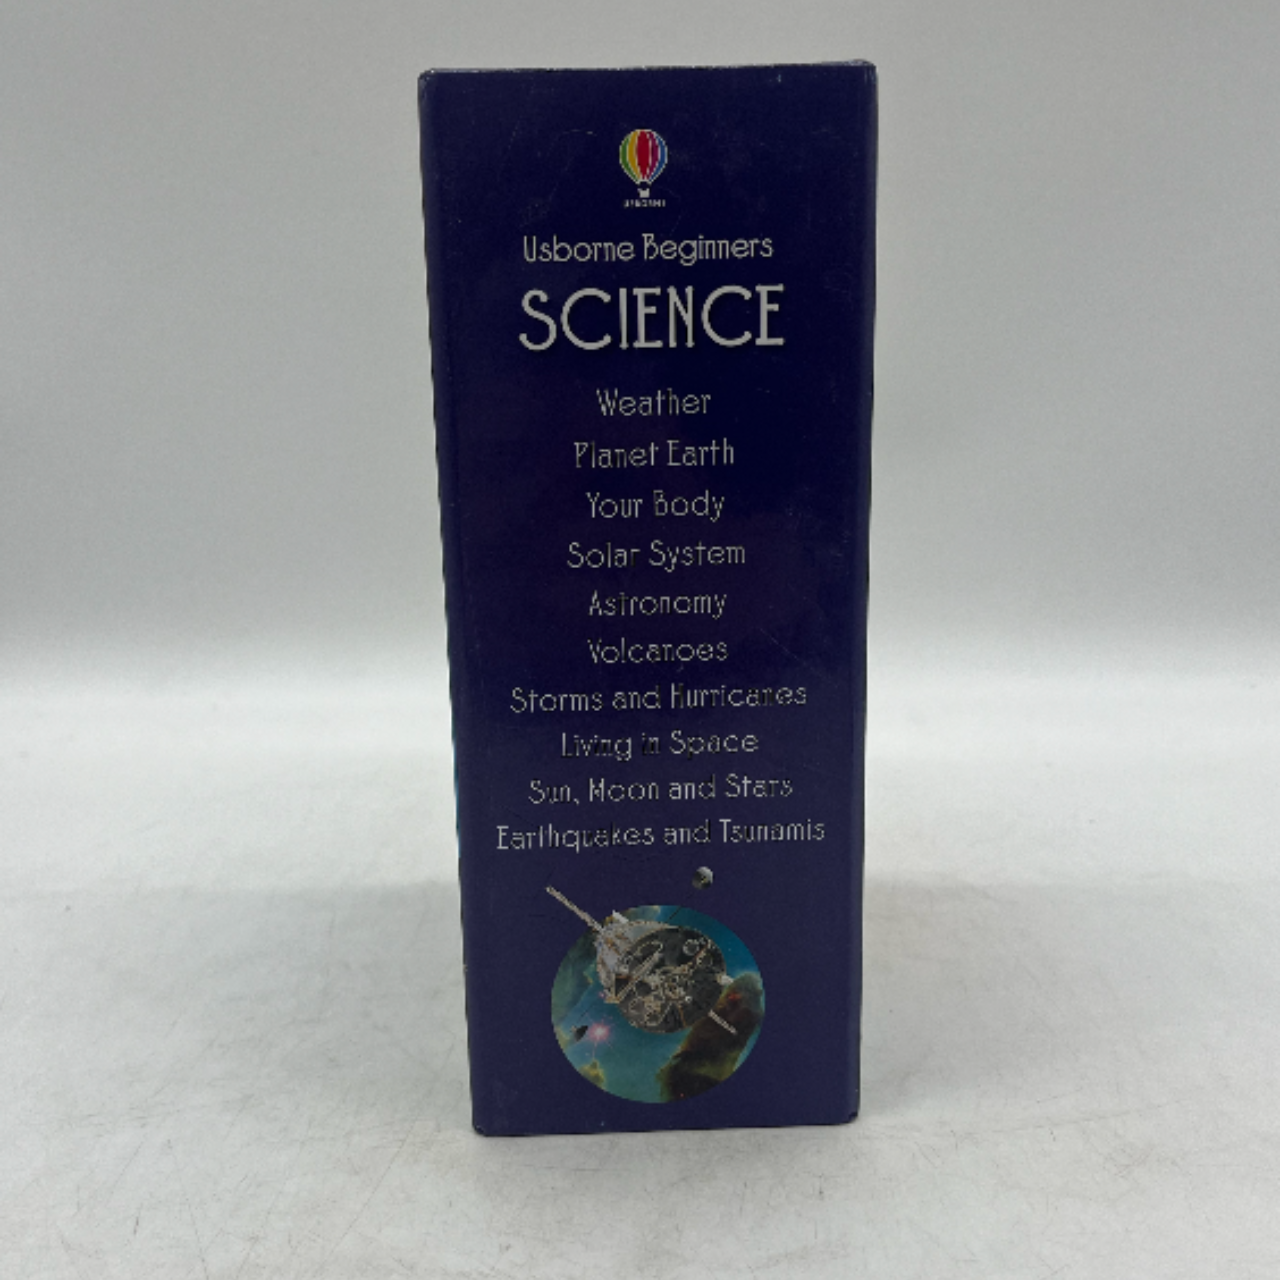 USBORNE
Usborne Beginners
SCIENCE
Weather
Planet Earth
Your Body
Solar System
Astronomy
Volcanoes
Storms and Hurricanes
Living in Space
Sun, Moon and Stars
Earthquakes and Tsunamis